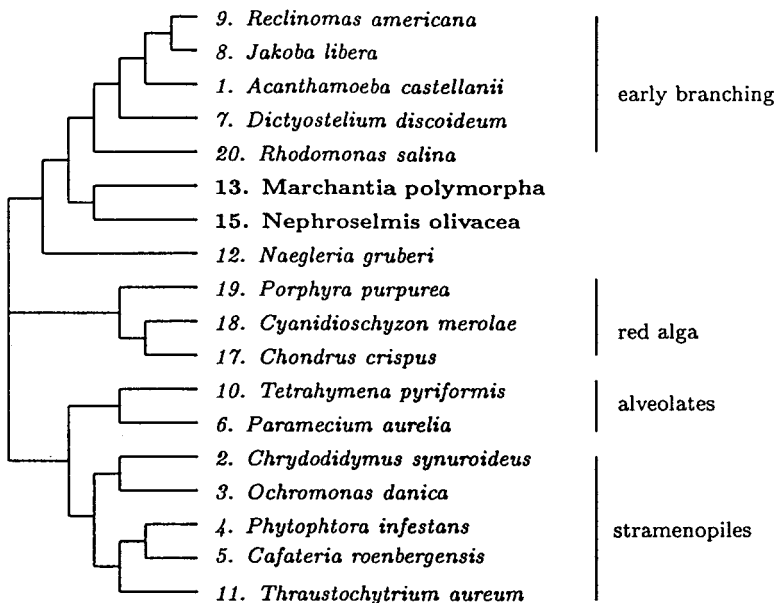 9. Reclinomas americana
8. Jakoba libera
1. Acanthamoeba castellanii
7. Dictyostelium discoideum
20. Rhodomonas salina
early branching
13. Marchantia polymorpha
15. Nephroselmis olivacea
12. Naegleria gruberi
19. Porphyra purpurea
18. Cyanidioschyzon merolae
17. Chondrus crispus
red alga
10. Tetrahymena pyriformis
6. Paramecium aurelia
alveolates
2. Chrydodidymus synuroideus
3. Ochromonas danica
4. Phytophtora infestans
5. Cafateria roenbergensis
11. Thraustochytrium aureum
stramenopiles